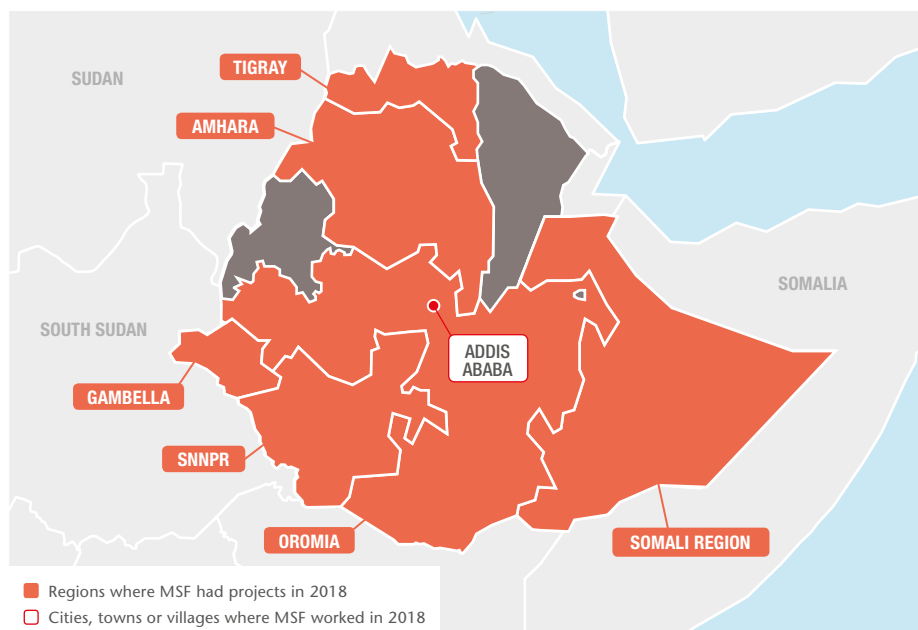 SUDAN
TIGRAY
AMHARA
SOMALIA
SOUTH SUDAN
ADDIS
ABABA
GAMBELLA
SNNPR
OROMIA
SOMALI REGION
Regions where MSF had projects in 2018
Cities, towns or villages where MSF worked in 2018